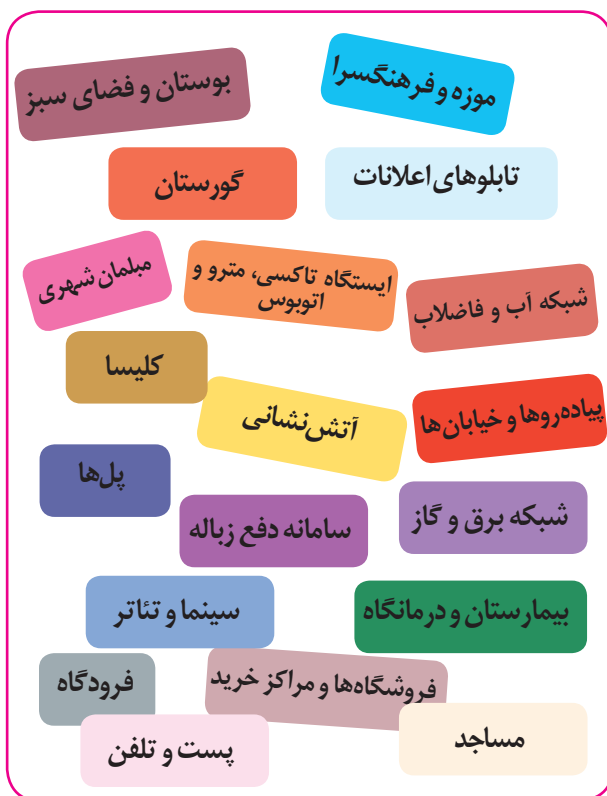 موزه و فرهنگسرا
بوستان و فضای سبز
تابلوهای اعلانات
گورستان
شبکه آب و فاضلاب
ایستگاه تاکسی، مترو و
اتوبوس
مبلمان شهری
کلیسا
پیاده‌روها و خیابان‌ها
آتش‌نشانی
پل‌ها
شبکه برق و گاز
سامانه دفع زباله
بیمارستان و درمانگاه
سینما و تئاتر
فروشگاه‌ها و مراکز خرید
فرودگاه
مساجد
پست و تلفن